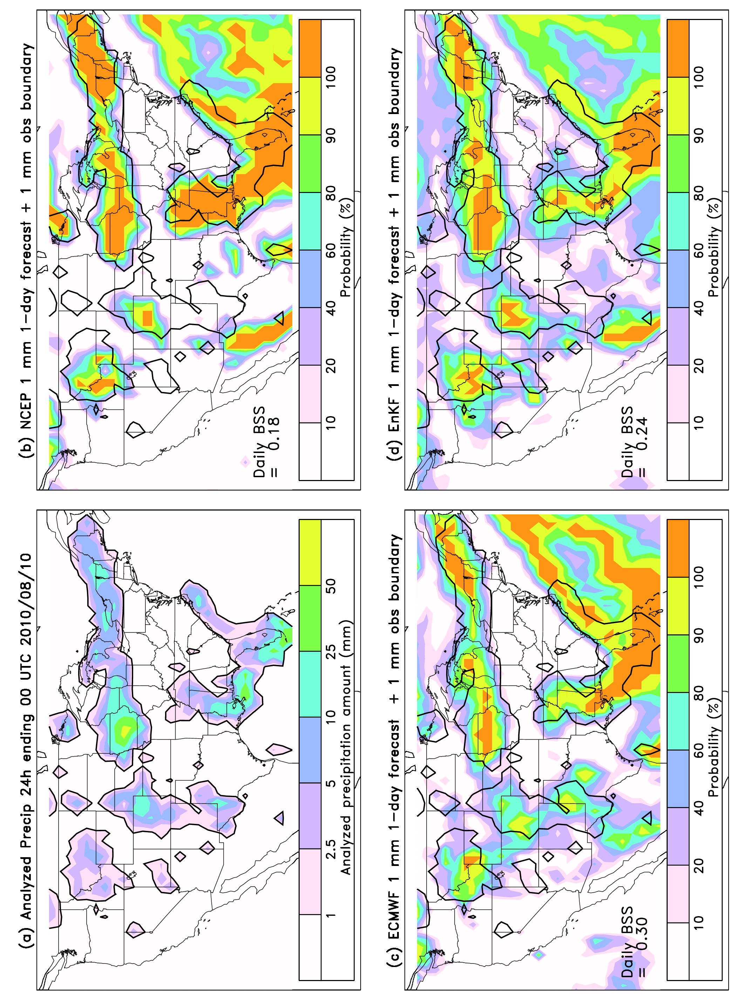 (a) Analyzed Precip 24h ending 00 UTC 2010/08/10
1 2.5 5 10 25 50
Analyzed precipitation amount (mm)
(b) NCEP 1 mm 1-day forecast + 1 mm obs boundary
Daily BSS
= 0.18
10 20 40 60 80 90 100
Probability (%)
(c) ECMWF 1 mm 1-day forecast + 1 mm obs boundary
Daily BSS
= 0.30
10 20 40 60 80 90 100
Probability (%)
(d) EnKF 1 mm 1-day forecast + 1 mm obs boundary
Daily BSS
= 0.24
10 20 40 60 80 90 100
Probability (%)